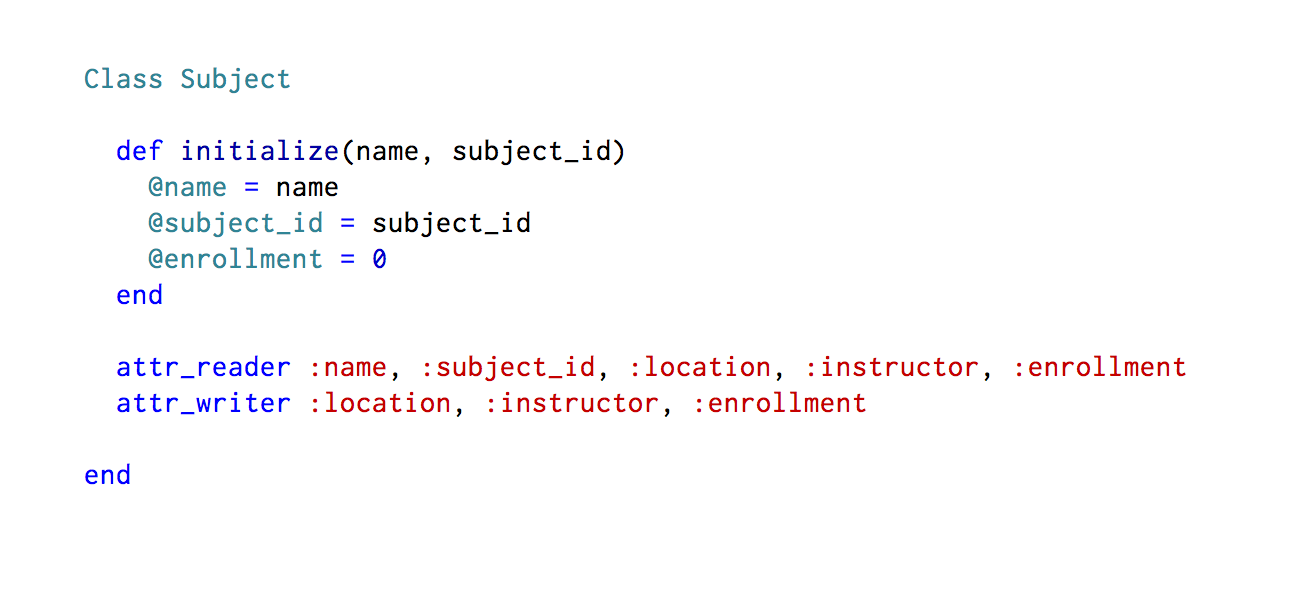 Class Subject
def initialize(name, subject_id)
@name = name
@subject_id = subject_id
@enrollment = 0
end
attr_reader :name, :subject_id, :location, :instructor, :enrollment
attr_writer :location, :instructor, :enrollment
end